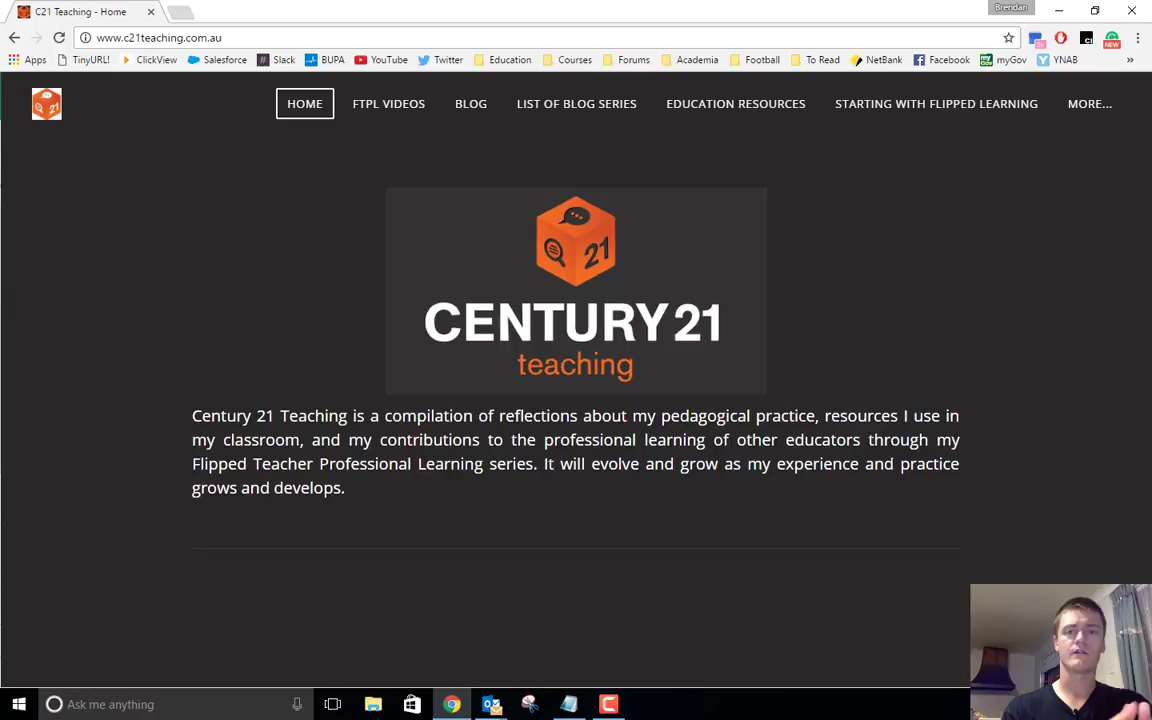 C21 Teaching - Home
Brendan
www.c21teaching.com.au
Apps TinyURL! ClickView Salesforce Slack BUPA YouTube Twitter Education Courses Forums Academia Football To Read NetBank Facebook myGov YNAB »
21
HOME FTPL VIDEOS BLOG LIST OF BLOG SERIES EDUCATION RESOURCES STARTING WITH FLIPPED LEARNING MORE...
21
CENTURY 21
teaching
Century 21 Teaching is a compilation of reflections about my pedagogical practice, resources I use in
my classroom, and my contributions to the professional learning of other educators through my
Flipped Teacher Professional Learning series. It will evolve and grow as my experience and practice
grows and develops.
Ask me anything